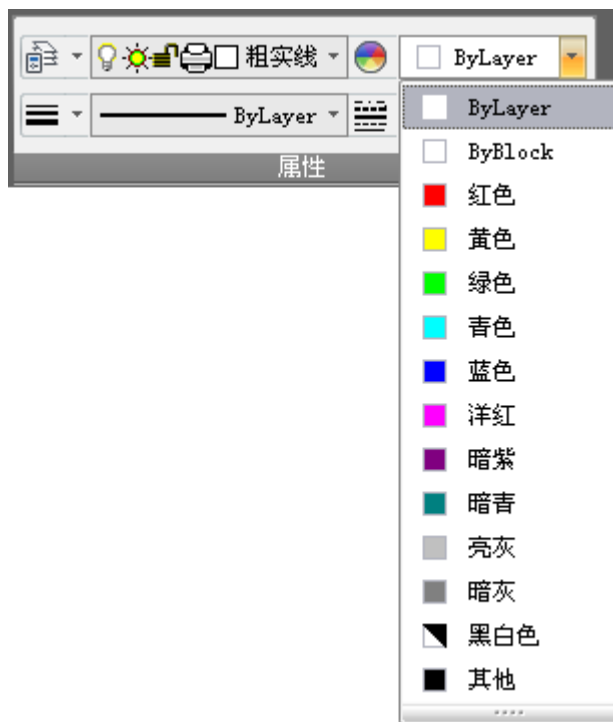 粗实线
ByLayer
ByLayer
属性
ByLayer
ByBlock
红色
黄色
绿色
青色
蓝色
洋红
暗紫
暗青
亮灰
暗灰
黑白色
其他